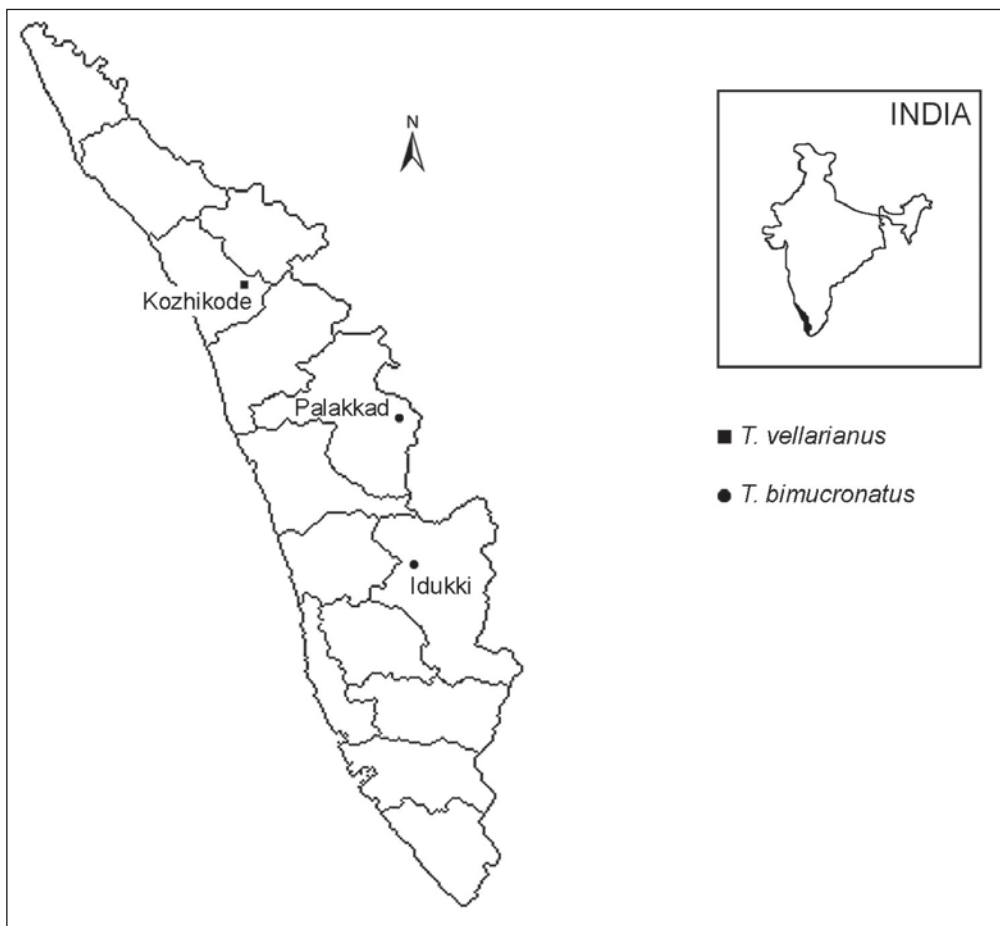 INDIA
N
Kozhikode
Palakkad
T. vellarianus
T. bimucronatus
Idukki